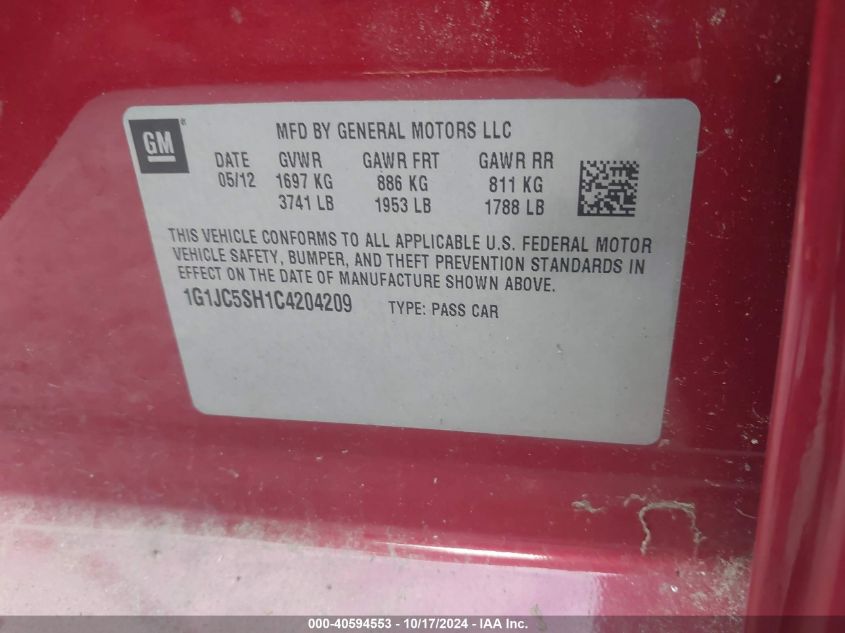 GM®
MFD BY GENERAL MOTORS LLC
DATE GVWR GAWR FRT GAWR RR
05/12 1697 KG 886 KG 811 KG
3741 LB 1953 LB 1788 LB
THIS VEHICLE CONFORMS TO ALL APPLICABLE U.S. FEDERAL MOTOR
VEHICLE SAFETY, BUMPER, AND THEFT PREVENTION STANDARDS IN
EFFECT ON THE DATE OF MANUFACTURE SHOWN ABOVE.
1G1JC5SH1C4204209 TYPE: PASS CAR
000-40594553 - 10/17/2024 - IAA Inc.